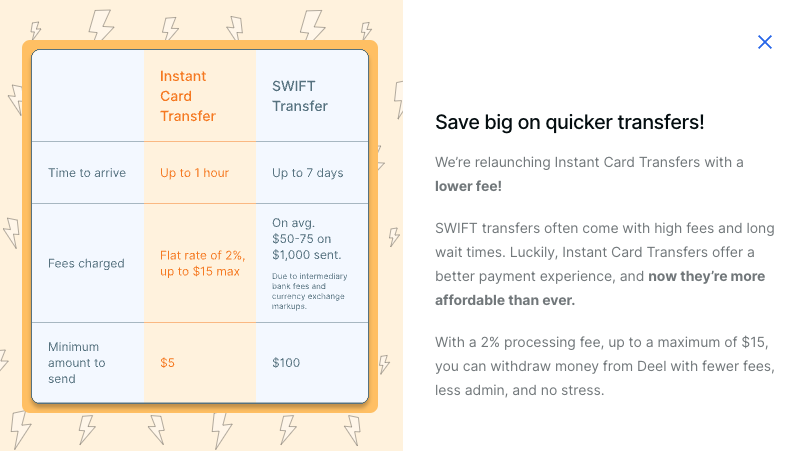 Instant
Card
Transfer
SWIFT
Transfer
Time to arrive
Up to 1 hour
Up to 7 days
Fees charged
Flat rate of 2%,
up to $15 max
On avg.
$50-75 on
$1,000 sent.
Due to intermediary
bank fees and
currency exchange
markups.
Minimum
amount to
send
$5
$100
Save big on quicker transfers!
We’re relaunching Instant Card Transfers with a
lower fee!
SWIFT transfers often come with high fees and long
wait times. Luckily, Instant Card Transfers offer a
better payment experience, and now they’re more
affordable than ever.
With a 2% processing fee, up to a maximum of $15,
you can withdraw money from Deel with fewer fees,
less admin, and no stress.